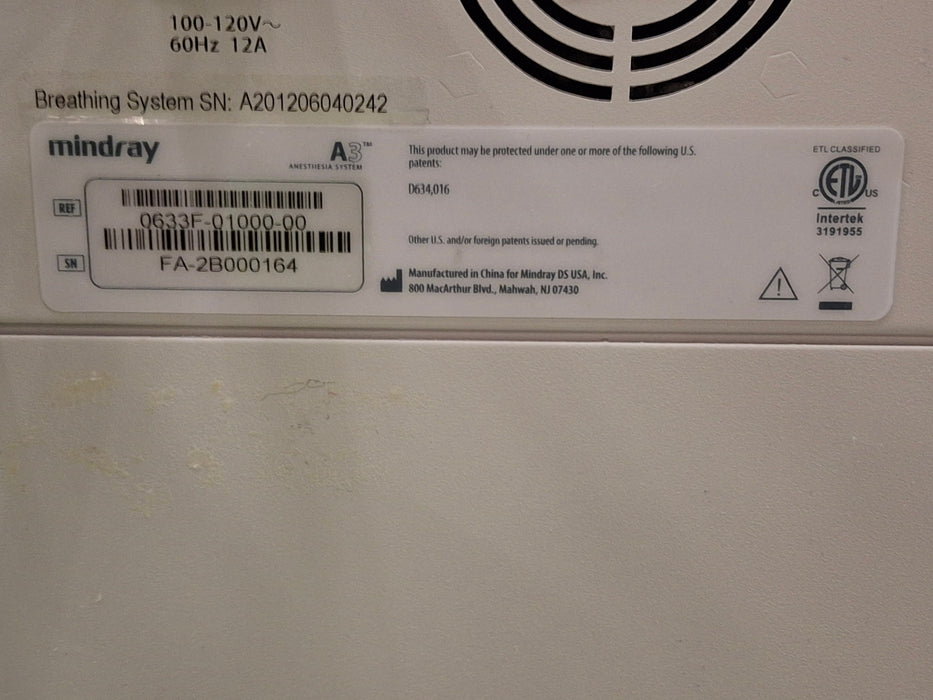 100-120V~
60Hz 12A
Breathing System SN: A201206040242
mindray
A3™
ANESTHESIA SYSTEM
REF
0633F-01000-00
SN
FA-2B000164
This product may be protected under one or more of the following U.S.
patents:
D634,016
Other U.S. and/or foreign patents issued or pending.
Manufactured in China for Mindray DS USA, Inc.
800 MacArthur Blvd., Mahwah, NJ 07430
ETL CLASSIFIED
C ETL US
Intertek
3191955